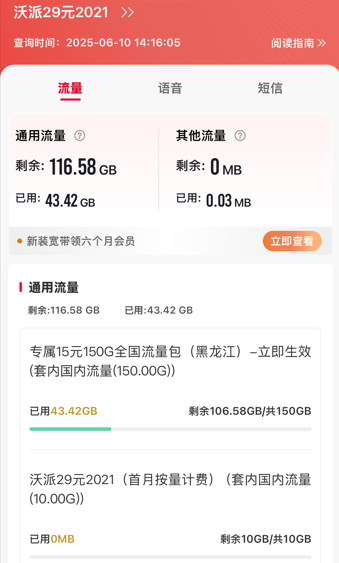 沃派29元2021 >>
查询时间：2025-06-10 14:16:05
阅读指南 >>
流量 语音 短信
通用流量 ? 其他流量 ?
剩余: 116.58 GB 剩余: 0 MB
已用: 43.42 GB 已用: 0.03 MB
新装宽带领六个月会员 立即查看
通用流量
剩余:116.58 GB 已用:43.42 GB
专属15元150G全国流量包（黑龙江）-立即生效
(套内国内流量(150.00G))
已用43.42GB 剩余106.58GB/共150GB
沃派29元2021（首月按量计费）（套内国内流量
(10.00G))
已用0MB 剩余10GB/共10GB